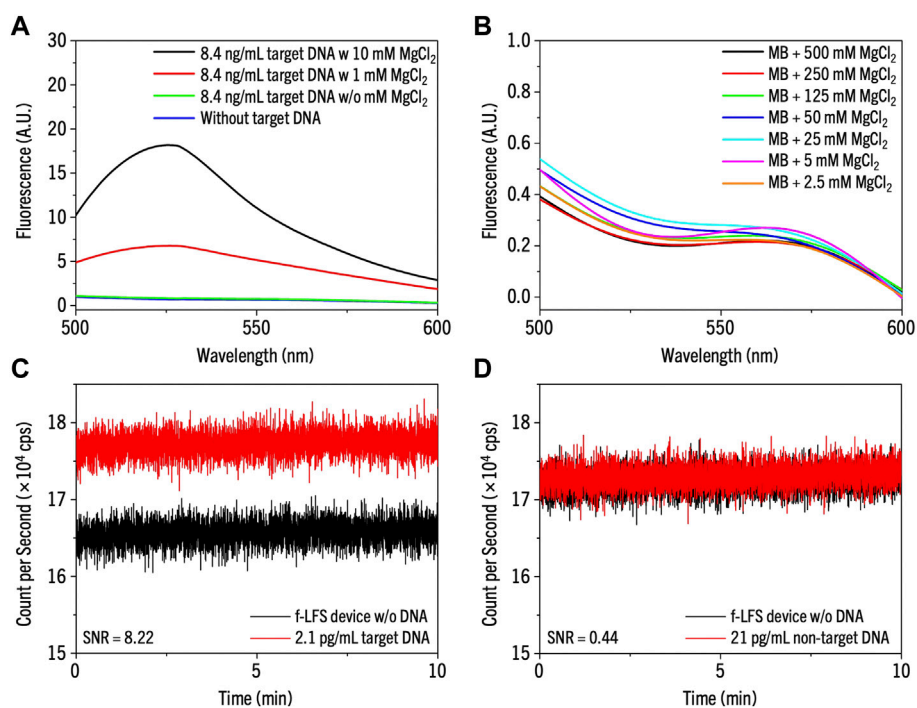 A
30
25
20
15
10
5
0
Fluorescence (A.U.)
8.4 ng/mL target DNA w 10 mM MgCl₂
8.4 ng/mL target DNA w 1 mM MgCl₂
8.4 ng/mL target DNA w/o mM MgCl₂
Without target DNA
500
550
600
Wavelength (nm)
B
1.0
0.8
0.6
0.4
0.2
0.0
Fluorescence (A.U.)
MB + 500 mM MgCl₂
MB + 250 mM MgCl₂
MB + 125 mM MgCl₂
MB + 50 mM MgCl₂
MB + 25 mM MgCl₂
MB + 5 mM MgCl₂
MB + 2.5 mM MgCl₂
500
550
600
Wavelength (nm)
C
18
17
16
15
Count per Second (×10⁴ cps)
SNR = 8.22
f-LFS device w/o DNA
2.1 pg/mL target DNA
0
5
10
Time (min)
D
18
17
16
15
Count per Second (×10⁴ cps)
SNR = 0.44
f-LFS device w/o DNA
21 pg/mL non-target DNA
0
5
10
Time (min)